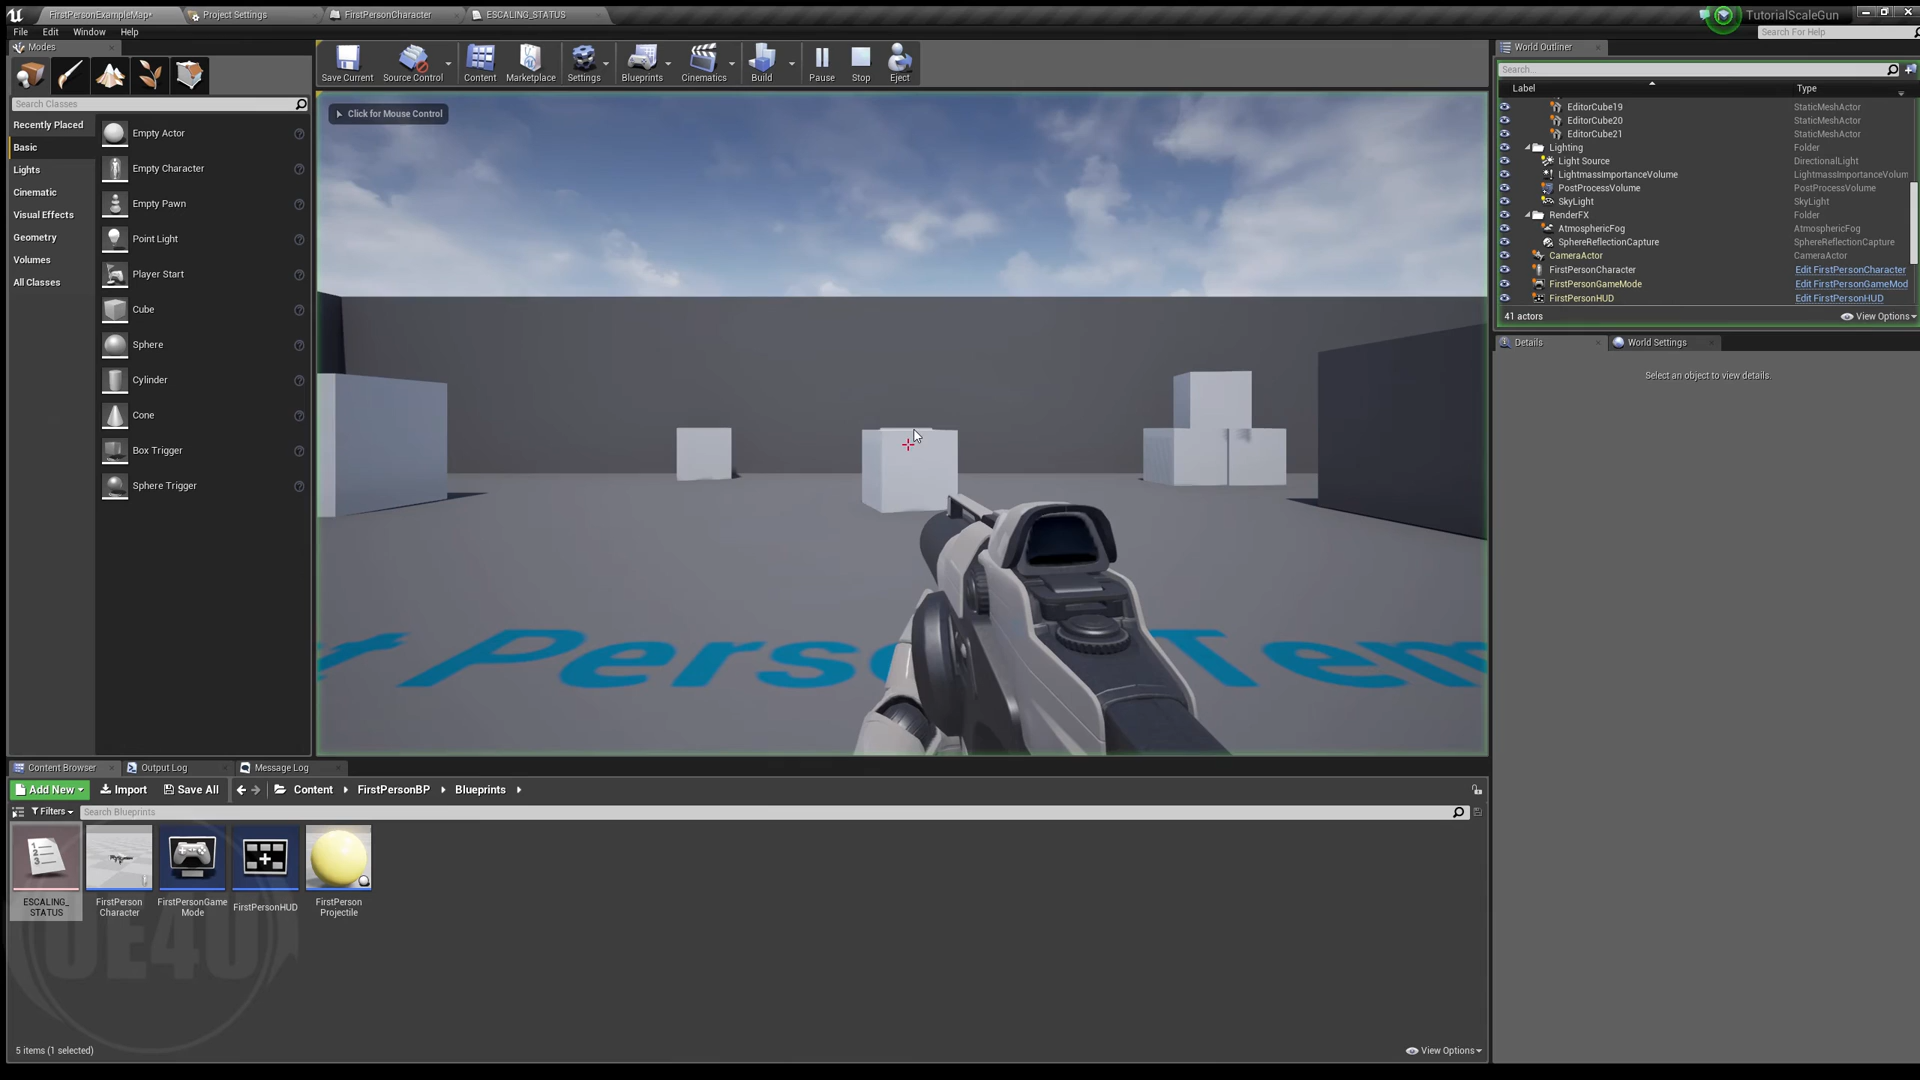 FirstPersonExampleMap*
Project Settings
FirstPersonCharacter
ESCALING_STATUS
TutorialScaleGun
File Edit Window Help
Search For Help
Modes
Search Classes
Recently Placed
Basic
Lights
Cinematic
Visual Effects
Geometry
Volumes
All Classes
Empty Actor
Empty Character
Empty Pawn
Point Light
Player Start
Cube
Sphere
Cylinder
Cone
Box Trigger
Sphere Trigger
Save Current
Source Control
Content
Marketplace
Settings
Blueprints
Cinematics
Build
Pause
Stop
Eject
Click for Mouse Control
World Outliner
Search...
Label Type
EditorCube19 StaticMeshActor
EditorCube20 StaticMeshActor
EditorCube21 StaticMeshActor
Lighting Folder
Light Source DirectionalLight
LightmassImportanceVolume LightmassImportanceVolum
PostProcessVolume PostProcessVolume
SkyLight SkyLight
RenderFX Folder
AtmosphericFog AtmosphericFog
SphereReflectionCapture SphereReflectionCapture
CameraActor CameraActor
FirstPersonCharacter Edit FirstPersonCharacter
FirstPersonGameMode Edit FirstPersonGameMod
FirstPersonHUD Edit FirstPersonHUD
41 actors
View Options
Details
World Settings
Select an object to view details.
Content Browser
Output Log
Message Log
Add New
Import
Save All
Content
FirstPersonBP
Blueprints
Filters
Search Blueprints
ESCALING_
STATUS
FirstPerson
Character
FirstPersonGame
Mode
FirstPersonHUD
FirstPerson
Projectile
UE4U
5 items (1 selected)
View Options